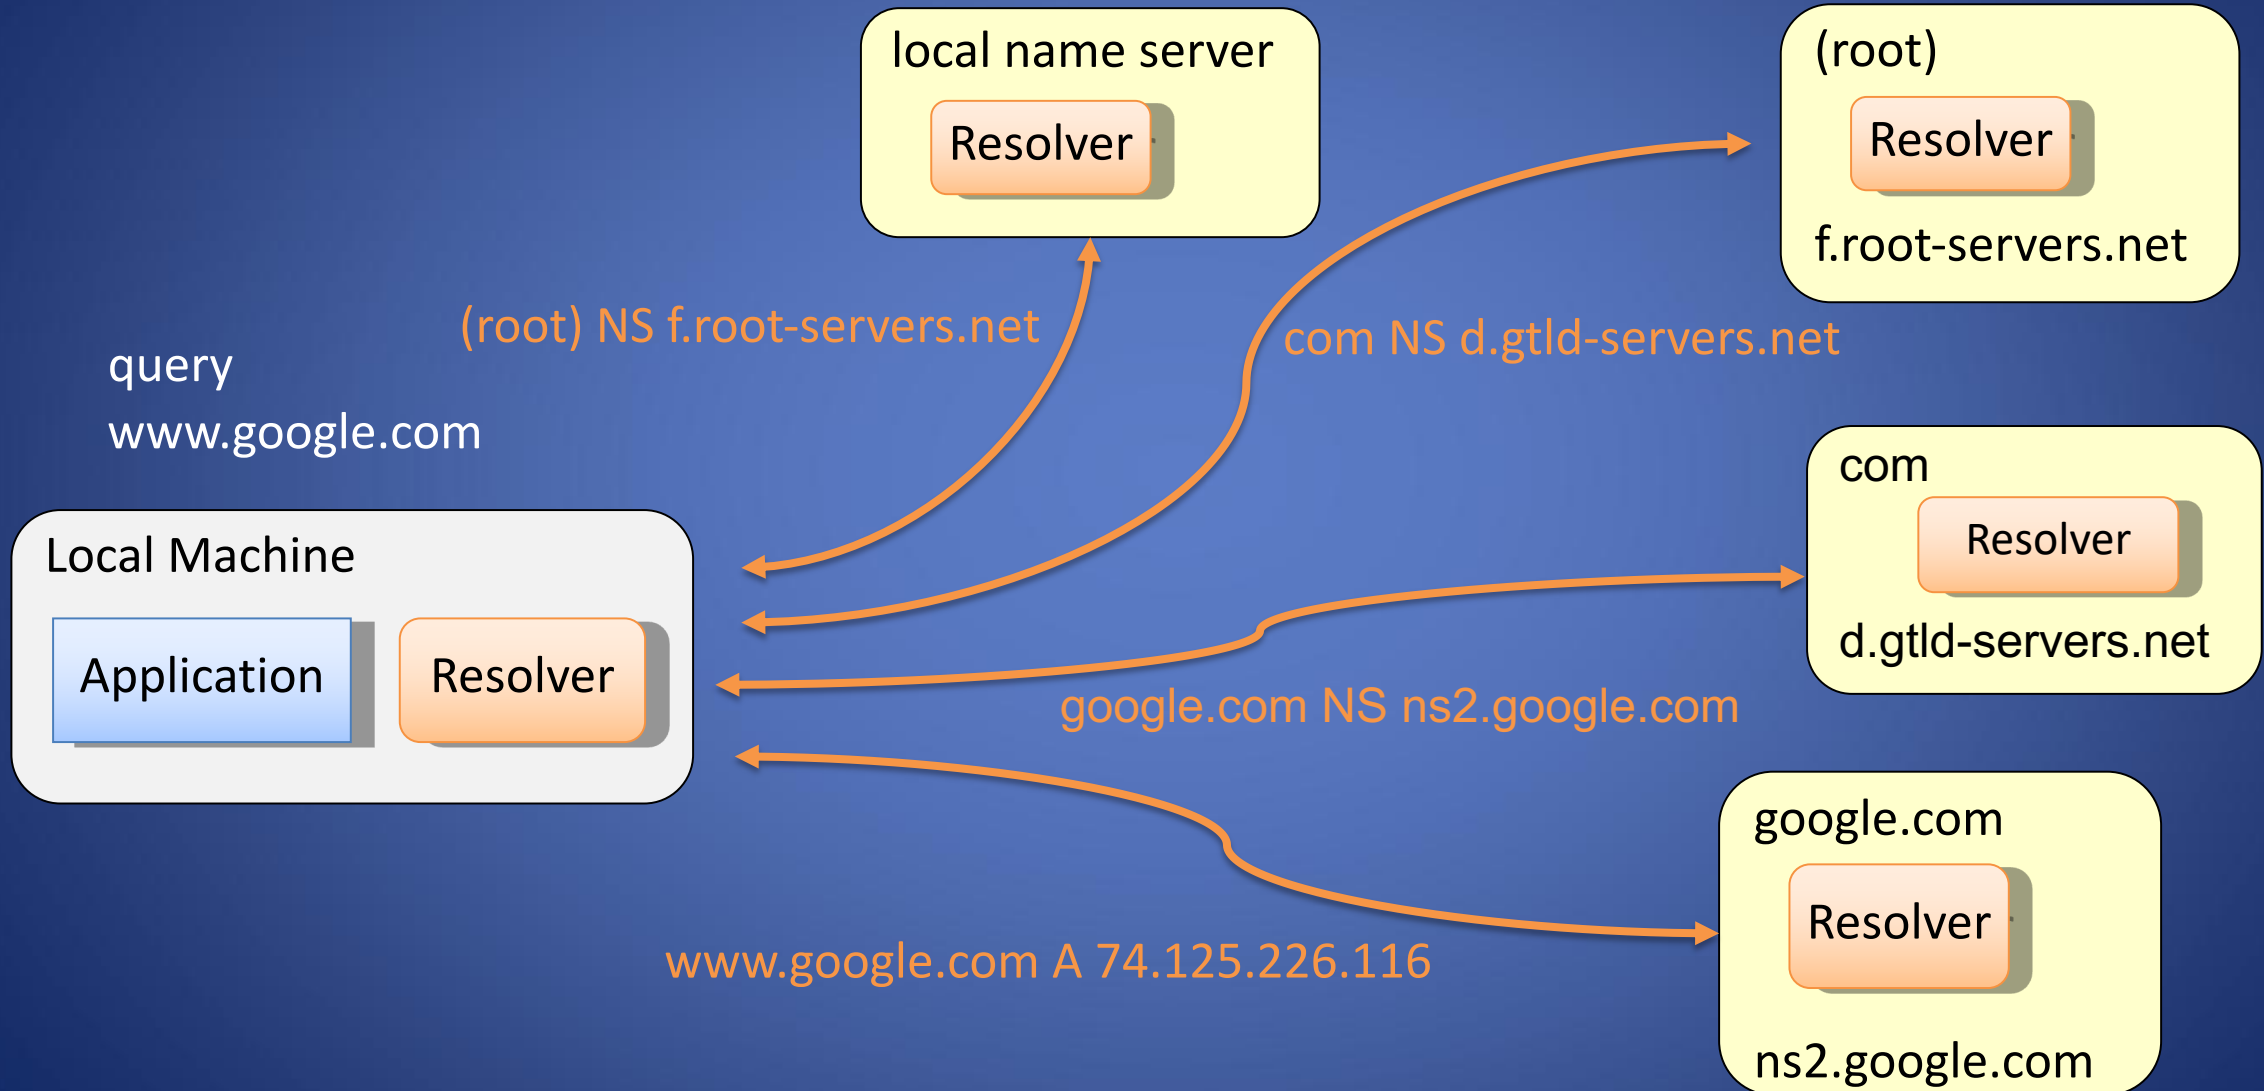 local name server
Resolver
(root)
Resolver
f.root-servers.net
(root) NS f.root-servers.net
com NS d.gtld-servers.net
query
www.google.com
com
Resolver
d.gtld-servers.net
Local Machine
Application
Resolver
google.com NS ns2.google.com
google.com
Resolver
ns2.google.com
www.google.com A 74.125.226.116